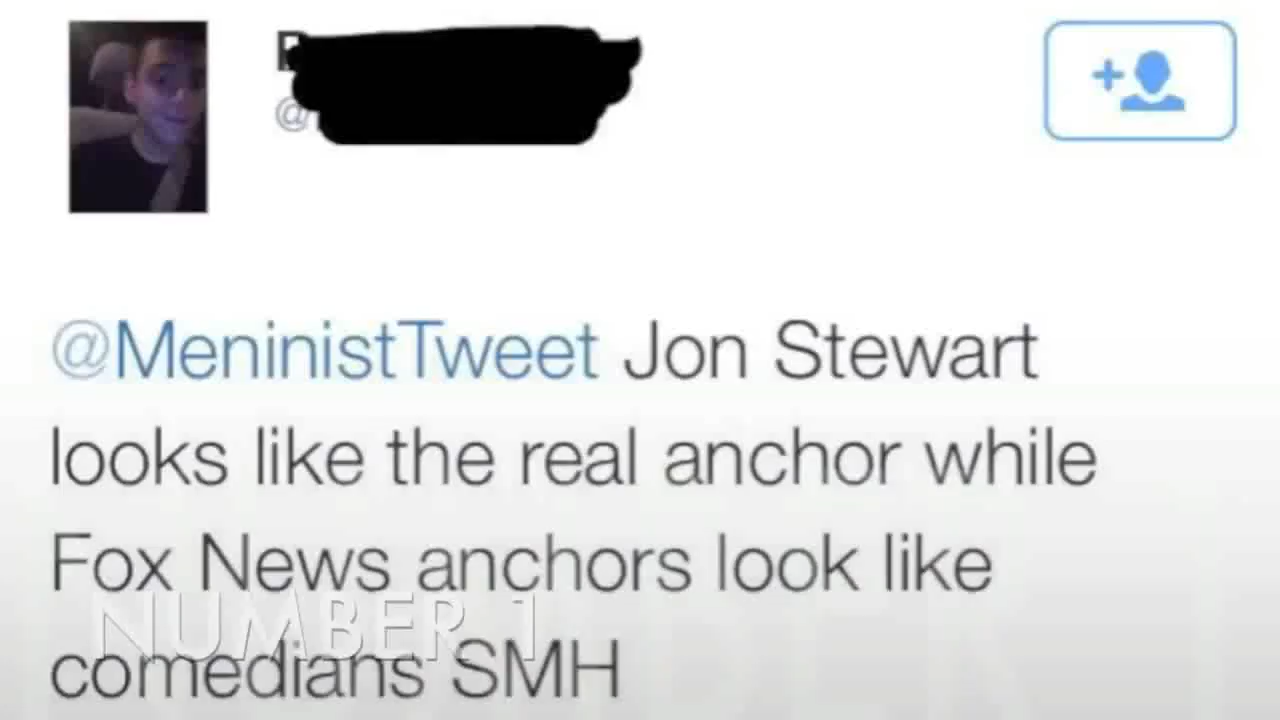 @MeninistTweet Jon Stewart
looks like the real anchor while
Fox News anchors look like
NUMBER 1
comedians SMH